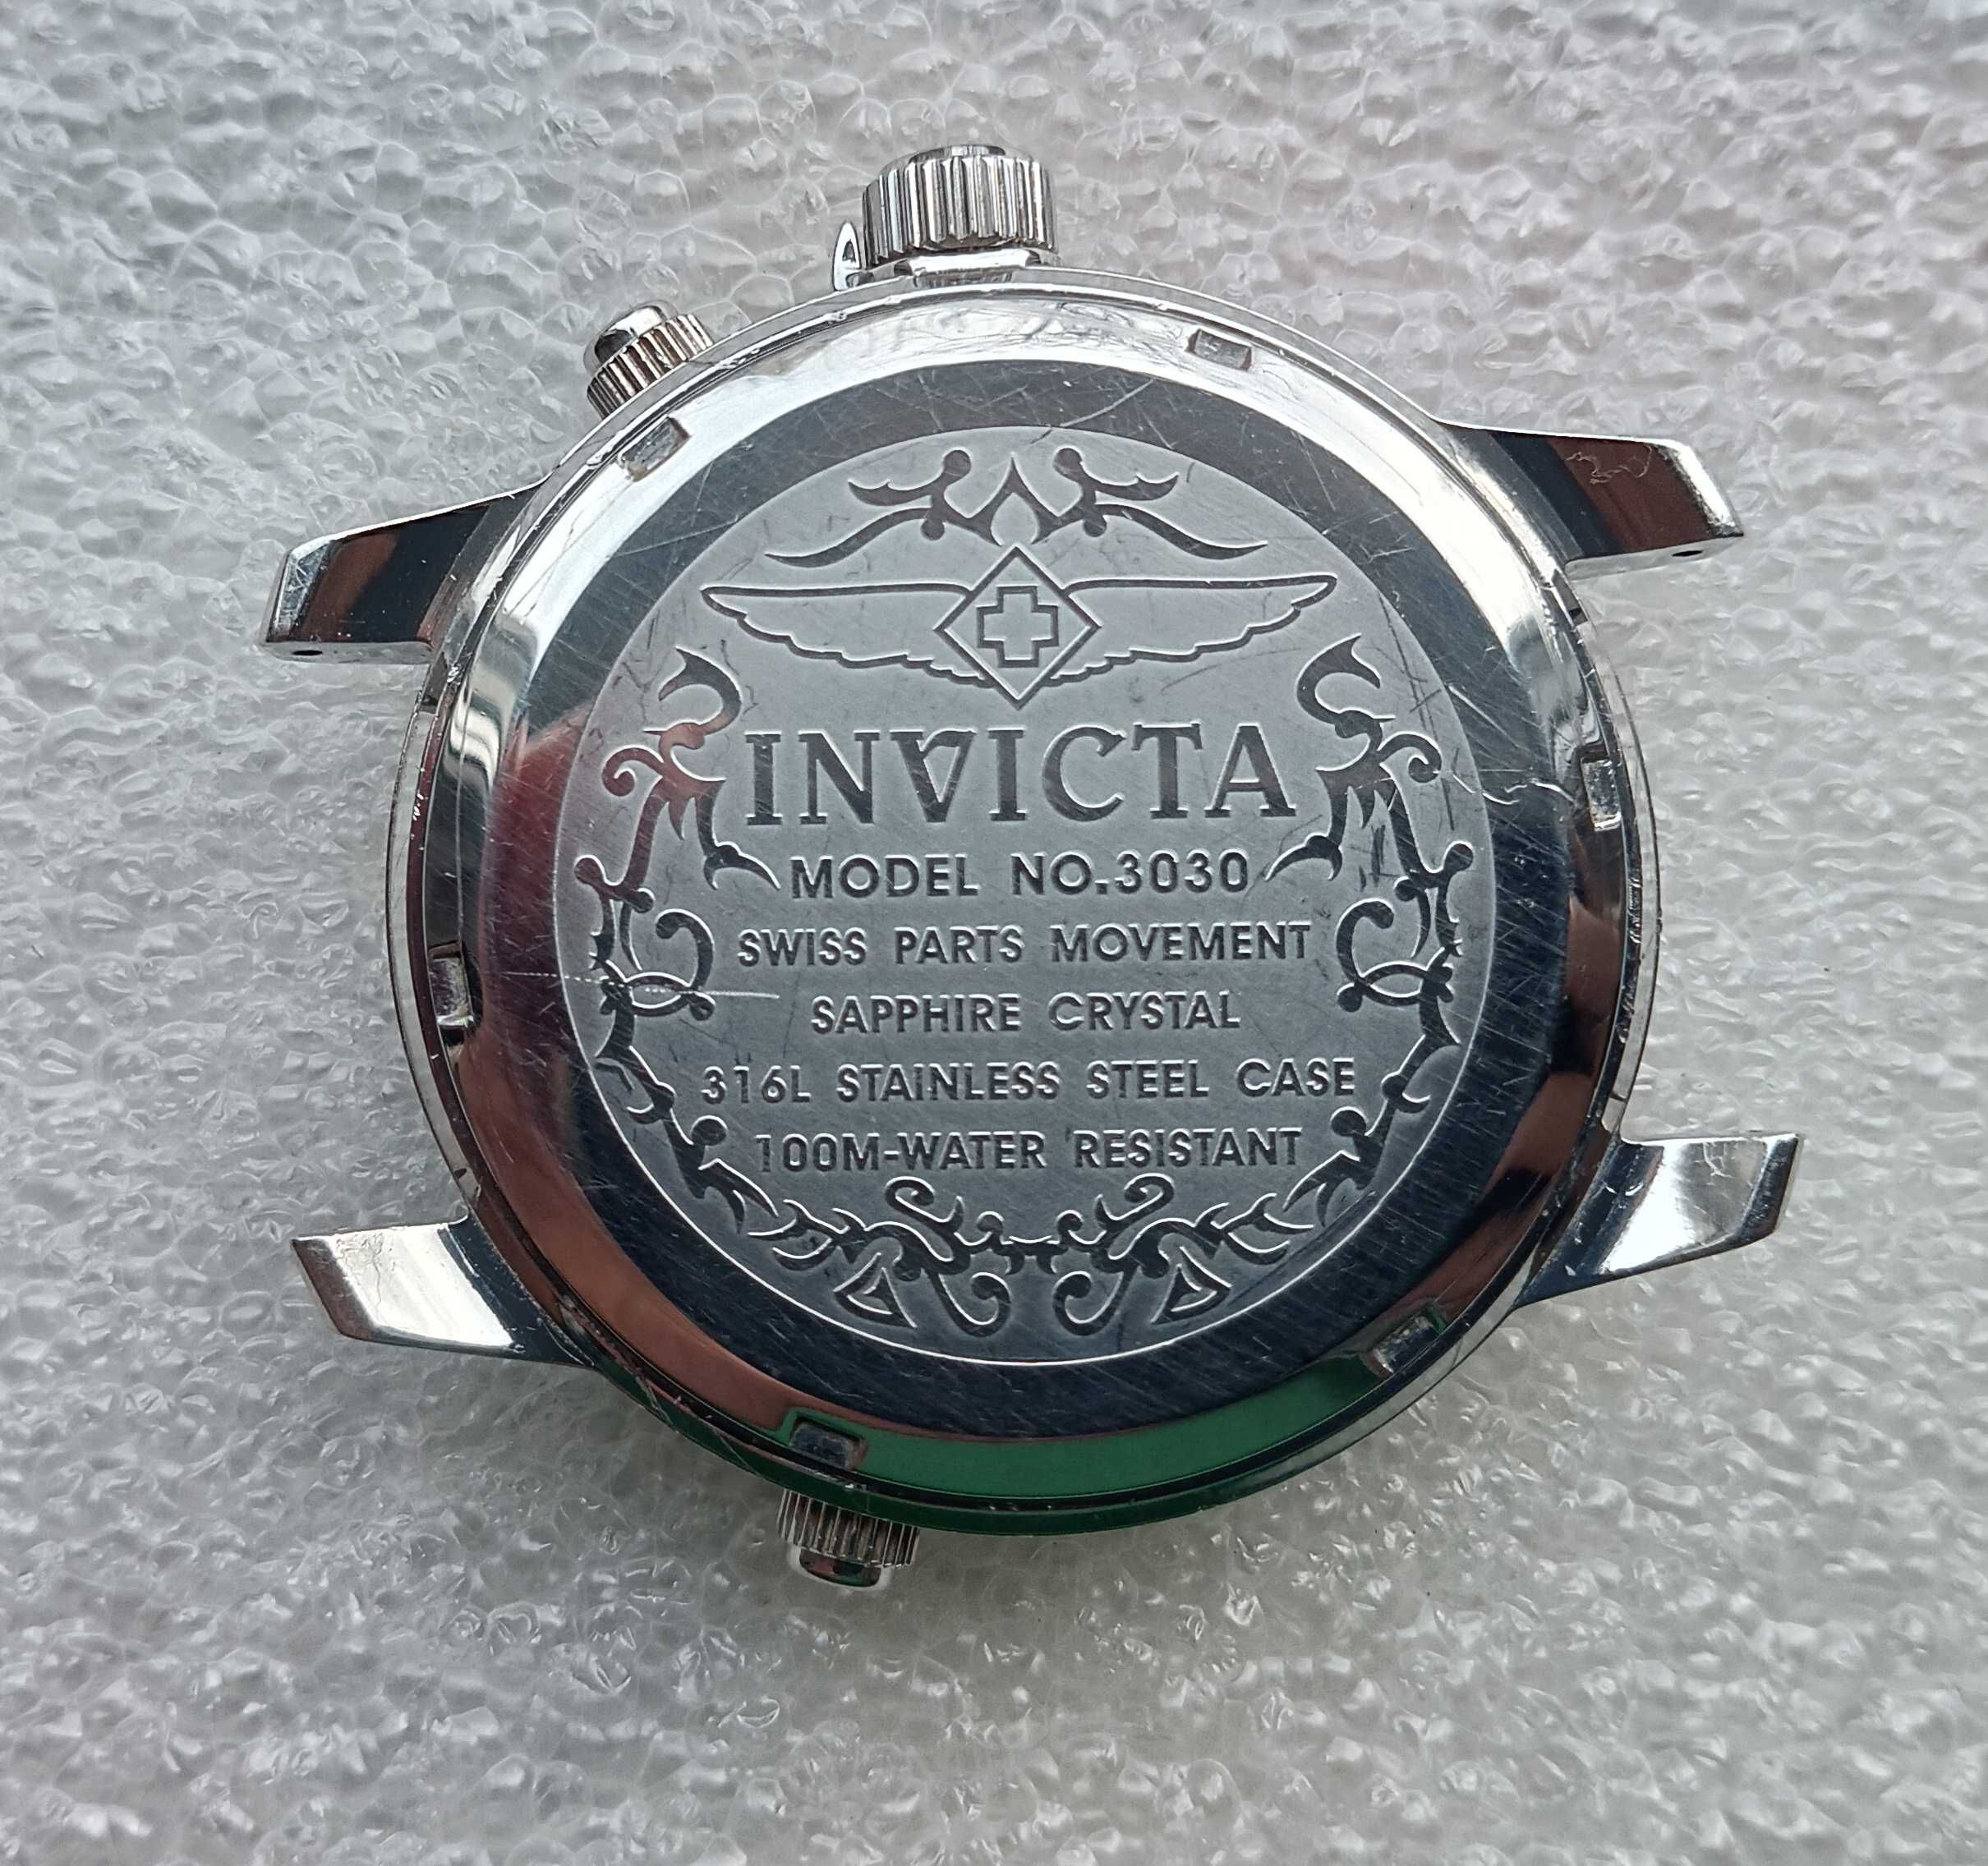 INVICTA
MODEL NO.3030
SWISS PARTS MOVEMENT
SAPPHIRE CRYSTAL
316L STAINLESS STEEL CASE
100M-WATER RESISTANT